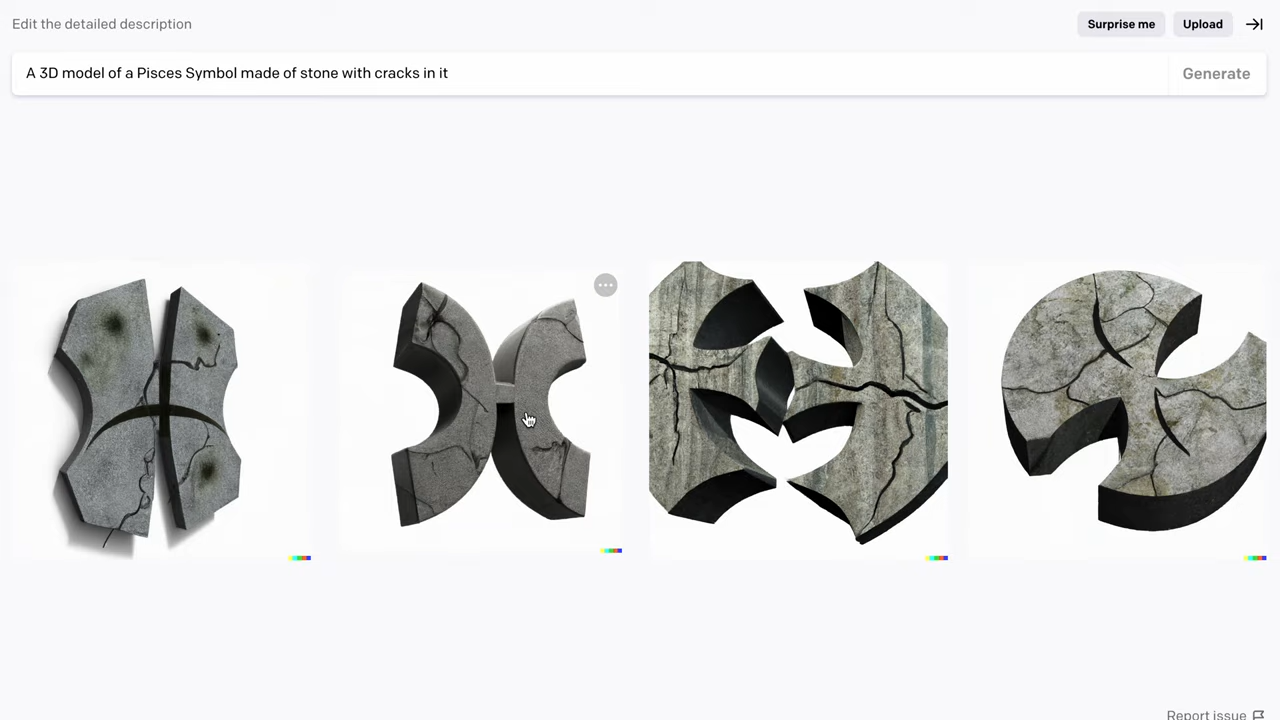 Edit the detailed description
Surprise me
Upload
A 3D model of a Pisces Symbol made of stone with cracks in it
Generate
Report issue